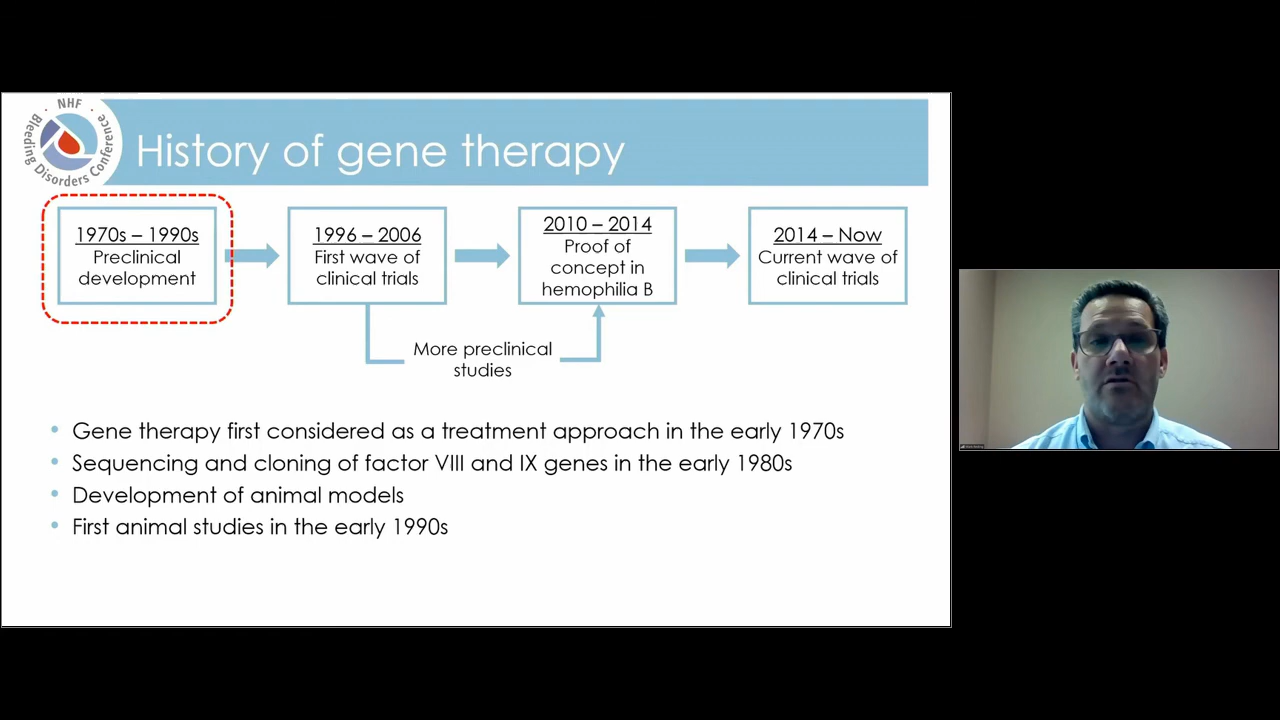 NHF
Bleeding Disorders Conference
History of gene therapy
1970s – 1990s
Preclinical
development
1996 – 2006
First wave of
clinical trials
2010 – 2014
Proof of
concept in
hemophilia B
2014 – Now
Current wave of
clinical trials
More preclinical
studies
• Gene therapy first considered as a treatment approach in the early 1970s
• Sequencing and cloning of factor VIII and IX genes in the early 1980s
• Development of animal models
• First animal studies in the early 1990s